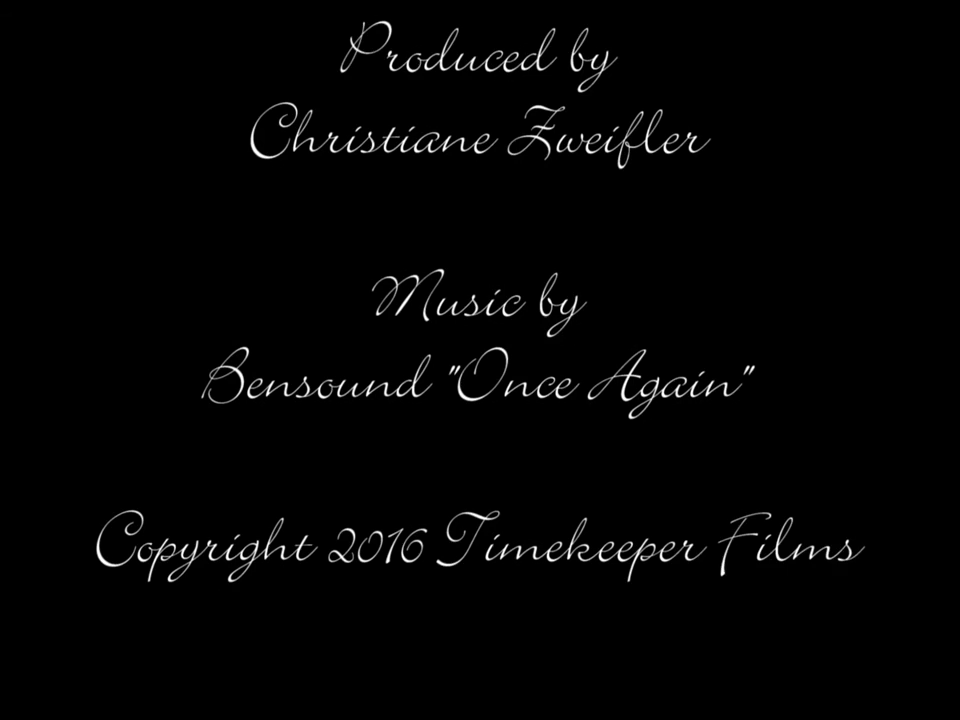 Produced by
Christiane Zweifler
Music by
Bensound "Once Again"
Copyright 2016 Timekeeper Films